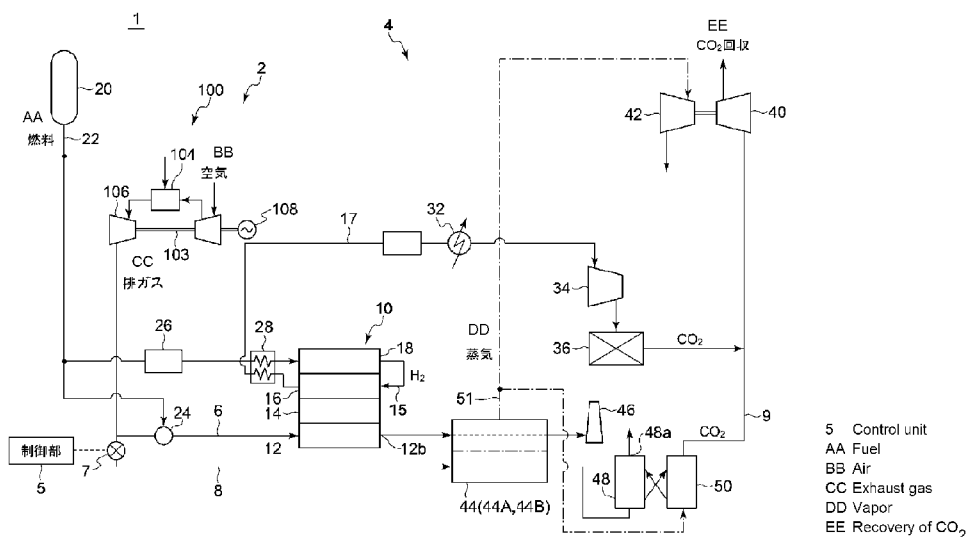 1
4
EE
CO₂回収
20
2
100
42
40
AA
燃料
22
BB
空気
104
106
108
103
17
32
CC
排ガス
34
10
26
28
18
DD
蒸気
36
CO₂
H₂
16
15
14
51
46
9
24
6
12
12b
48a
CO₂
制御部
7
5
8
44(44A,44B)
48
50
5 Control unit
AA Fuel
BB Air
CC Exhaust gas
DD Vapor
EE Recovery of CO₂